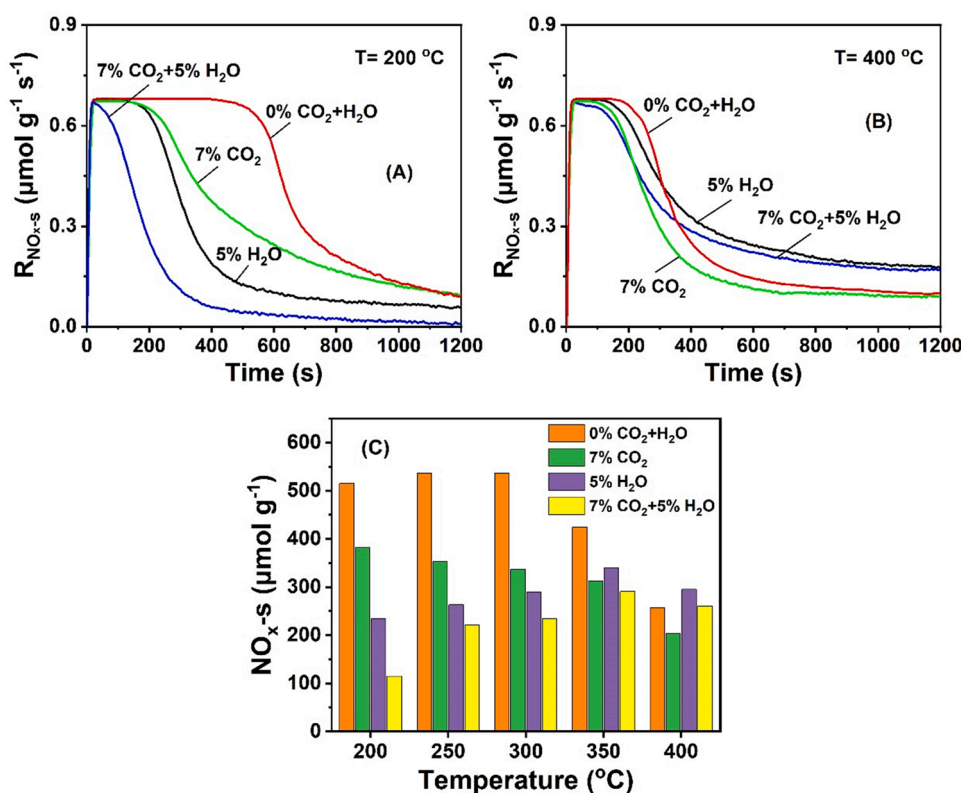 0.9
0.6
0.3
0.0
R_NOx-s (μmol g⁻¹ s⁻¹)
T= 200 °C
7% CO₂+5% H₂O
0% CO₂+H₂O
7% CO₂
(A)
5% H₂O
0 200 400 600 800 1000 1200
Time (s)
0.9
0.6
0.3
0.0
R_NOx-s (μmol g⁻¹ s⁻¹)
T= 400 °C
0% CO₂+H₂O
(B)
5% H₂O
7% CO₂+5% H₂O
7% CO₂
0 200 400 600 800 1000 1200
Time (s)
600
500
400
300
200
100
0
NOₓ-s (μmol g⁻¹)
(C)
0% CO₂+H₂O
7% CO₂
5% H₂O
7% CO₂+5% H₂O
200 250 300 350 400
Temperature (°C)